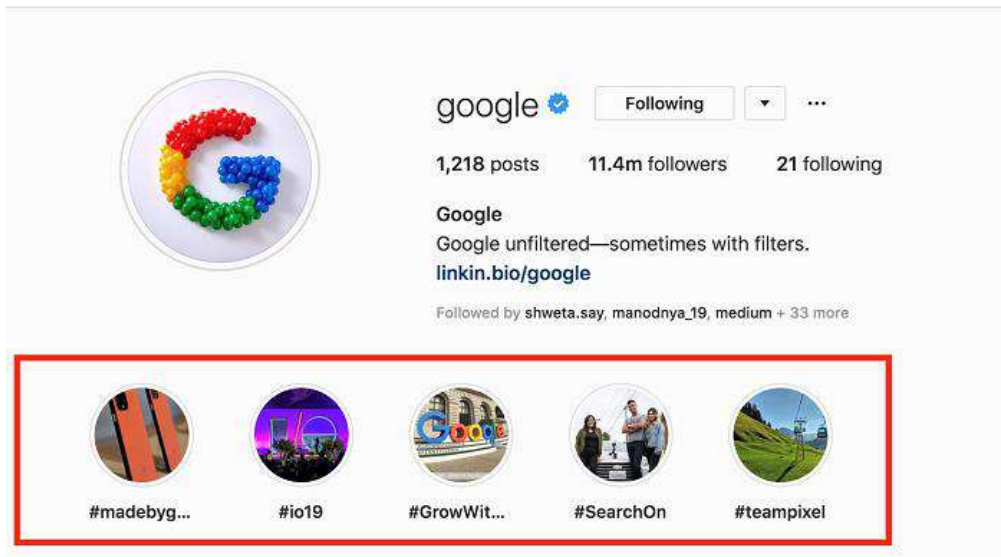 google Following ...
1,218 posts 11.4m followers 21 following
Google
Google unfiltered—sometimes with filters.
linkin.bio/google
Followed by shweta.say, manodnya_19, medium + 33 more
I/O Google
#madebyg... #io19 #GrowWit... #SearchOn #teampixel